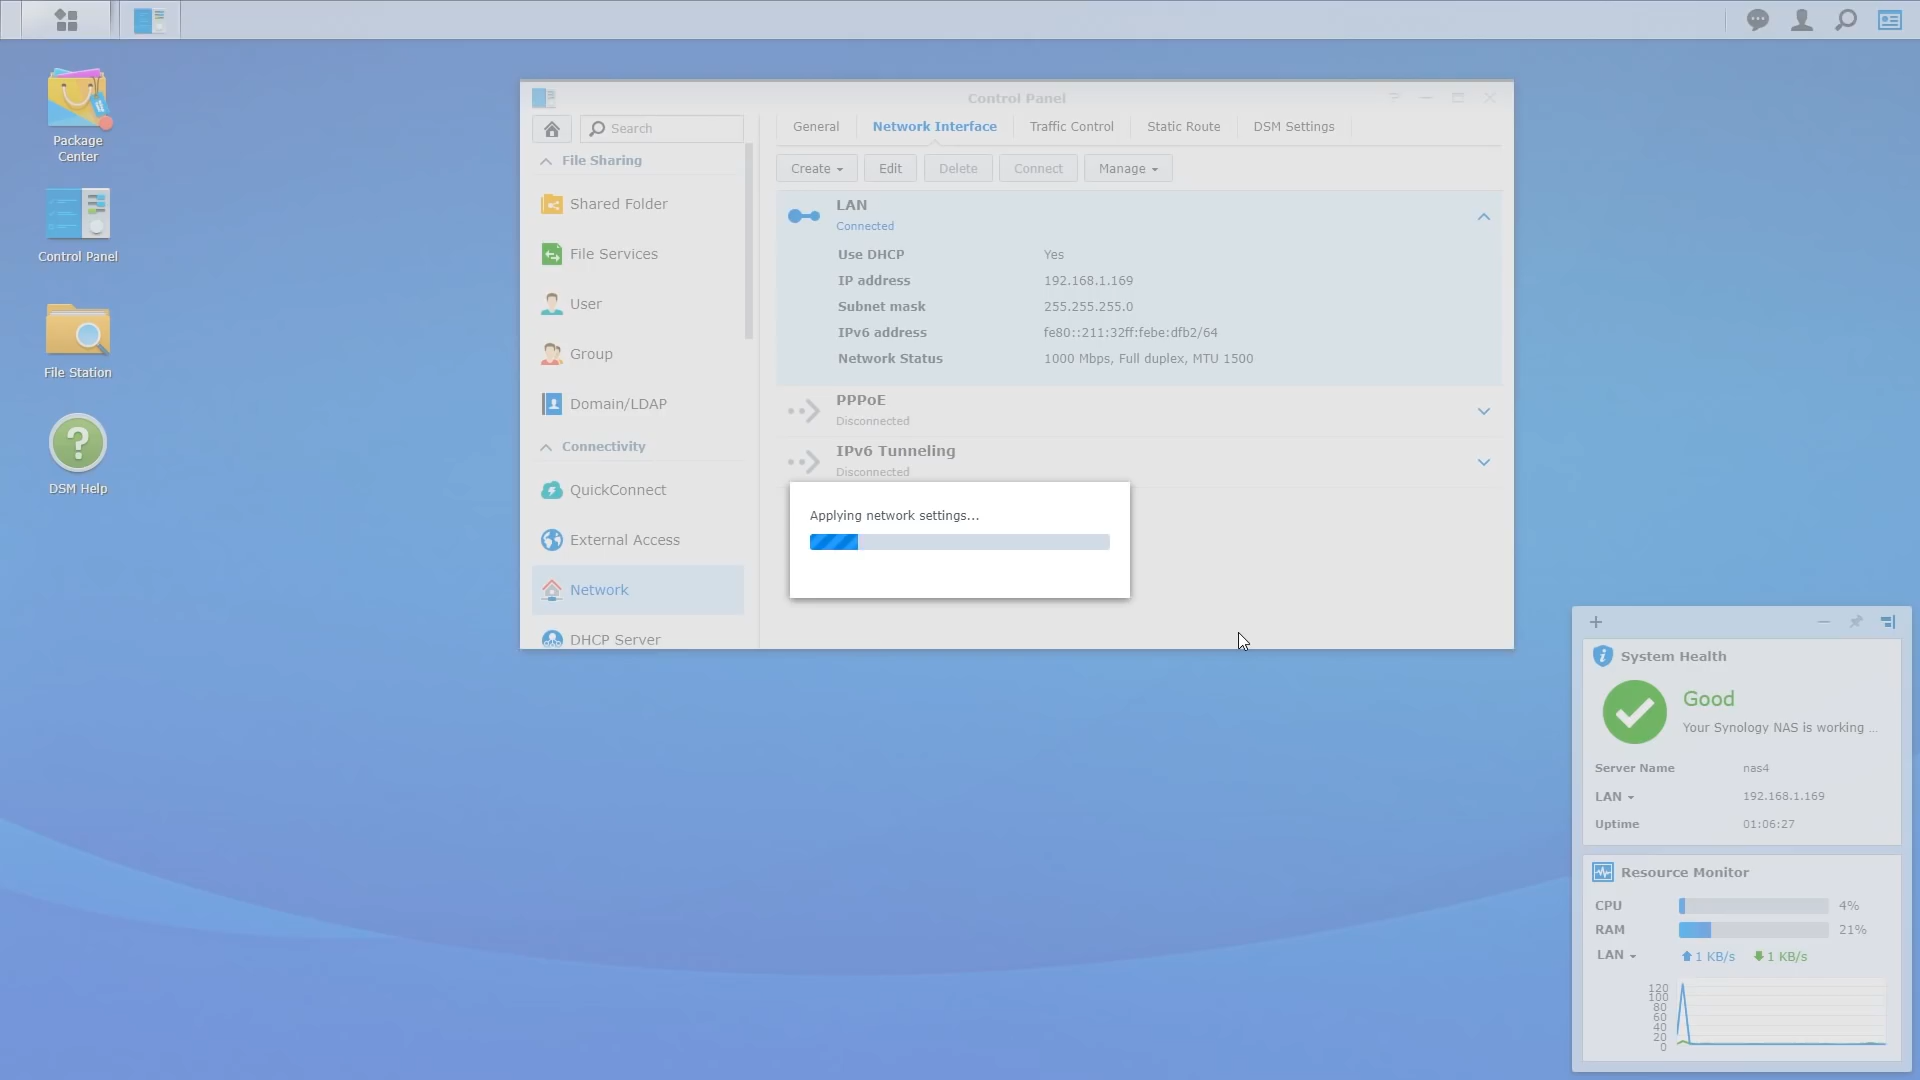 Package
Center
Control Panel
File Station
DSM Help
Control Panel
Search
File Sharing
Shared Folder
File Services
User
Group
Domain/LDAP
Connectivity
QuickConnect
External Access
Network
DHCP Server
General Network Interface Traffic Control Static Route DSM Settings
Create Edit Delete Connect Manage
LAN
Connected
Use DHCP Yes
IP address 192.168.1.169
Subnet mask 255.255.255.0
IPv6 address fe80::211:32ff:febe:dfb2/64
Network Status 1000 Mbps, Full duplex, MTU 1500
PPPoE
Disconnected
IPv6 Tunneling
Disconnected
Applying network settings...
System Health
Good
Your Synology NAS is working ...
Server Name nas4
LAN 192.168.1.169
Uptime 01:06:27
Resource Monitor
CPU 4%
RAM 21%
LAN 1 KB/s 1 KB/s
120
100
80
60
40
20
0